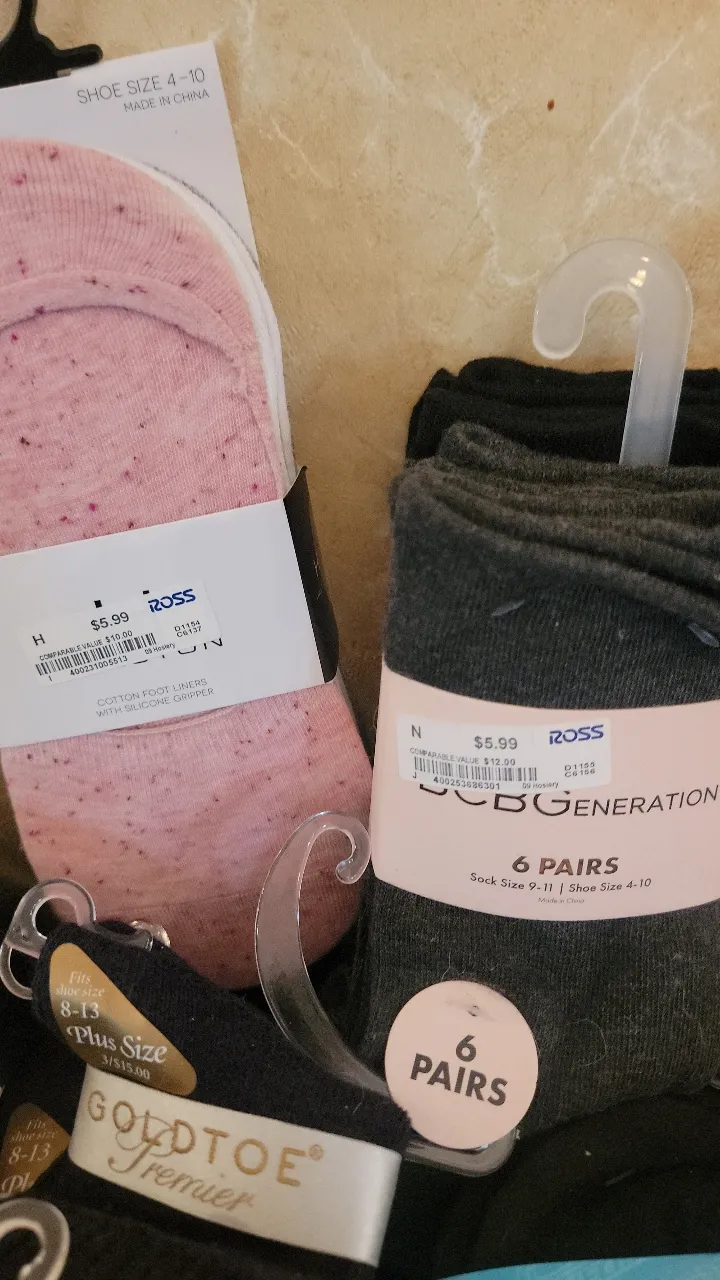 SHOE SIZE 4-10
MADE IN CHINA
H $5.99 ROSS
COMPARABLE VALUE $10.00
D1154
C6137
I 400231005513 09 Hosiery
COTTON FOOT LINERS
WITH SILICONE GRIPPER
N $5.99 ROSS
COMPARABLE VALUE $12.00
D1155
C6156
J 400253686301 09 Hosiery
BCBGENERATION
6 PAIRS
Sock Size 9-11 | Shoe Size 4-10
Made in China
6
PAIRS
Fits
shoe size
8-13
Plus Size
3/$15.00
GOLDTOE®
Premier
Fits
shoe size
8-13
Pl